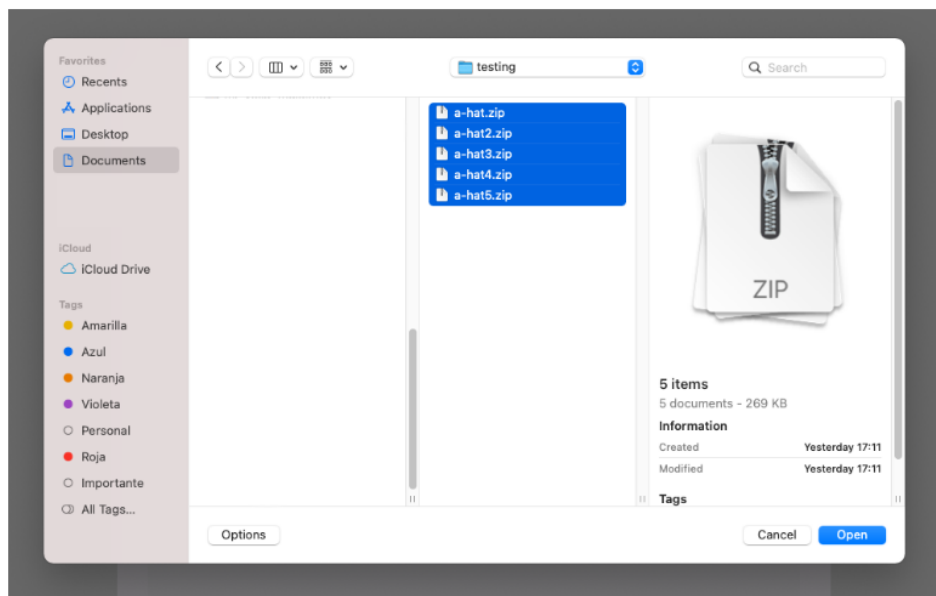 Favorites
Recents
Applications
Desktop
Documents
iCloud
iCloud Drive
Tags
Amarilla
Azul
Naranja
Violeta
Personal
Roja
Importante
All Tags...
testing
Search
a-hat.zip
a-hat2.zip
a-hat3.zip
a-hat4.zip
a-hat5.zip
ZIP
5 items
5 documents - 269 KB
Information
Created Yesterday 17:11
Modified Yesterday 17:11
Tags
Options
Cancel
Open